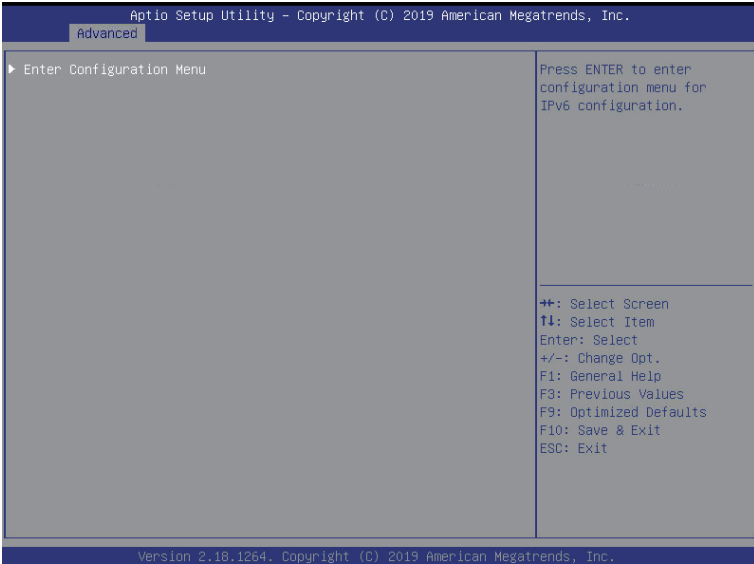 Aptio Setup Utility – Copyright (C) 2019 American Megatrends, Inc.
Advanced
▶ Enter Configuration Menu
Press ENTER to enter
configuration menu for
IPv6 configuration.
→←: Select Screen
↑↓: Select Item
Enter: Select
+/-: Change Opt.
F1: General Help
F3: Previous Values
F9: Optimized Defaults
F10: Save & Exit
ESC: Exit
Version 2.18.1264. Copyright (C) 2019 American Megatrends, Inc.